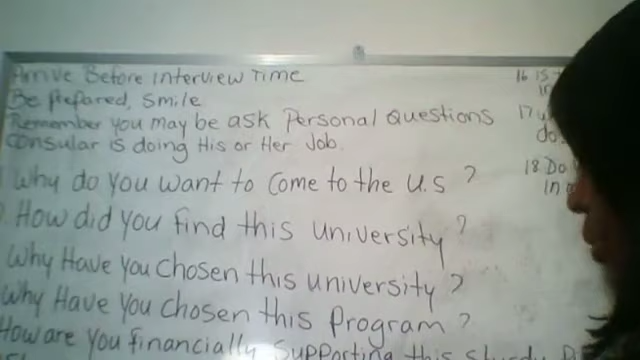 Arrive Before interview Time
Be Prepared, Smile
Remember you may be ask Personal Questions
Consular is doing His or Her Job.
Why do you want to Come to the U.S ?
How did you find this university ?
Why Have you Chosen this university ?
Why Have you Chosen this Program ?
How are you financially Supporting this
16 is
in
17
do
18 Do
in